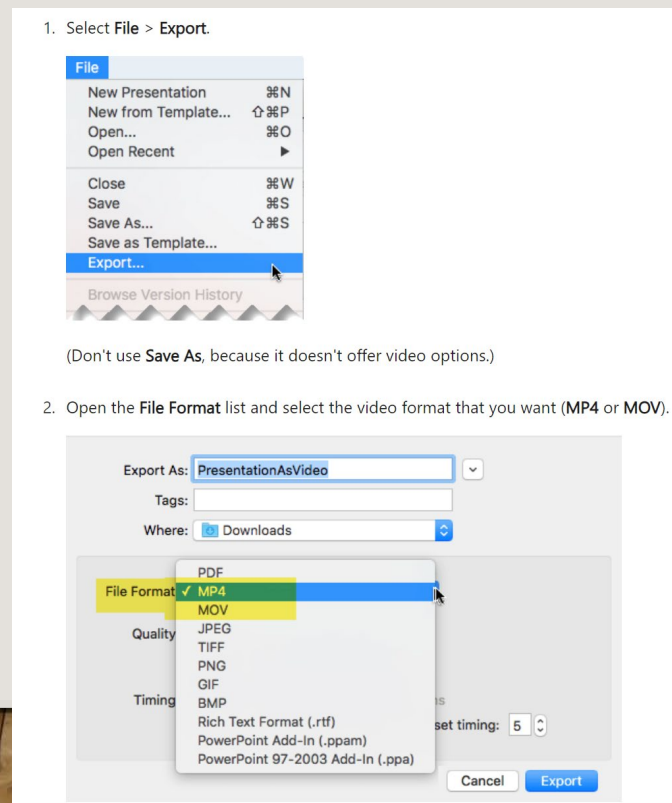 1. Select File > Export.
File
New Presentation ⌘N
New from Template... ⇧⌘P
Open... ⌘O
Open Recent ▶
Close ⌘W
Save ⌘S
Save As... ⇧⌘S
Save as Template...
Export...
Browse Version History
(Don't use Save As, because it doesn't offer video options.)
2. Open the File Format list and select the video format that you want (MP4 or MOV).
Export As: PresentationAsVideo
Tags:
Where: Downloads
PDF
File Format ✓ MP4
MOV
Quality JPEG
TIFF
PNG
GIF
Timing BMP
Rich Text Format (.rtf) set timing: 5
PowerPoint Add-In (.ppam)
PowerPoint 97-2003 Add-In (.ppa)
Cancel Export